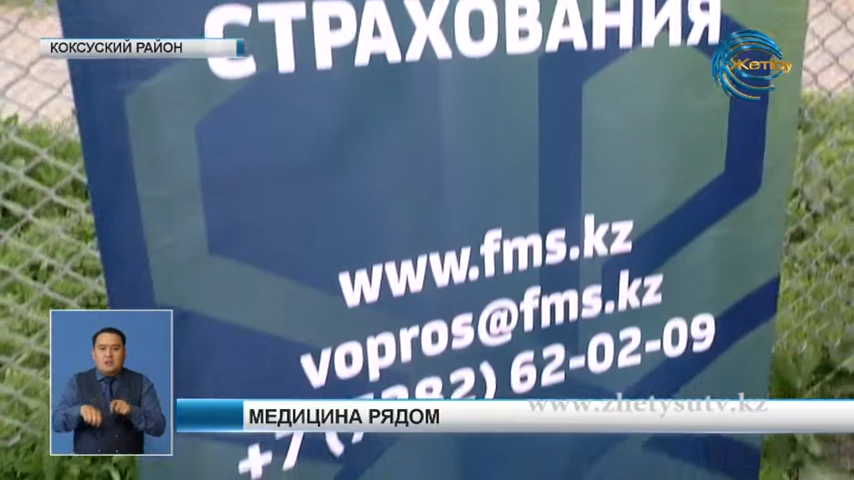 СТРАХОВАНИЯ
КОКСУСКИЙ РАЙОН
Жетісу
www.fms.kz
vopros@fms.kz
62-02-09
МЕДИЦИНА РЯДОМ
www.zhetysutv.kz